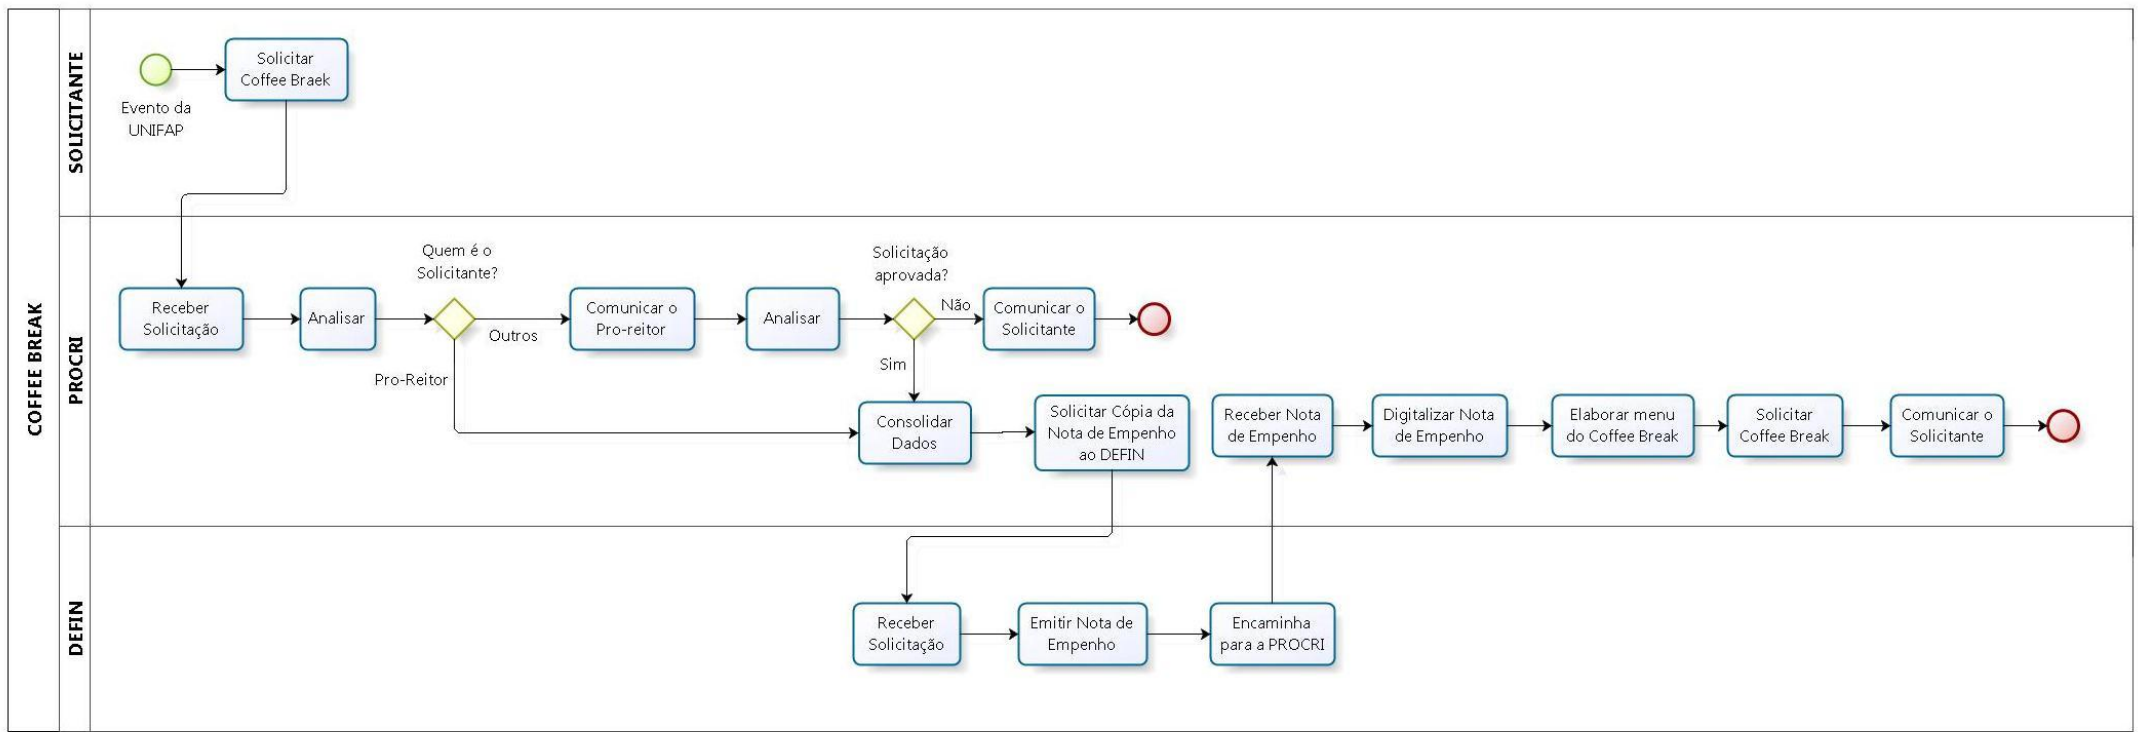 COFFEE BREAK
SOLICITANTE
Evento da
UNIFAP
Solicitar
Coffee Braek
PROCRI
Receber
Solicitação
Analisar
Quem é o
Solicitante?
Outros
Pro-Reitor
Comunicar o
Pro-reitor
Analisar
Solicitação
aprovada?
Não
Sim
Comunicar o
Solicitante
Consolidar
Dados
Solicitar Cópia da
Nota de Empenho
ao DEFIN
Receber Nota
de Empenho
Digitalizar Nota
de Empenho
Elaborar menu
do Coffee Break
Solicitar
Coffee Break
Comunicar o
Solicitante
DEFIN
Receber
Solicitação
Emitir Nota de
Empenho
Encaminha
para a PROCRI